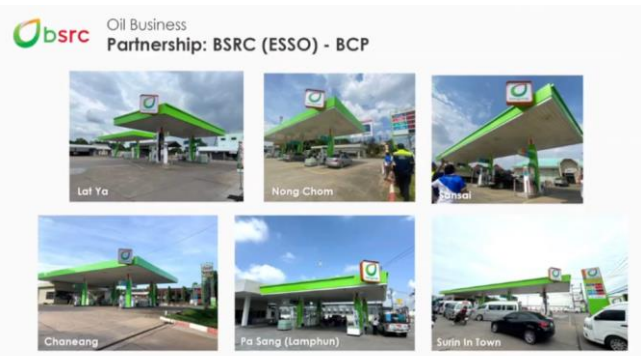 bsrc
Oil Business
Partnership: BSRC (ESSO) - BCP
Lat Ya
Nong Chom
Sansai
Chaneang
Pa Sang (Lamphun)
Surin In Town